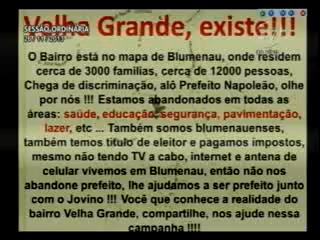 Velha Grande, existe!!!
SESSÃO ORDINÁRIA
O Bairro está no mapa de Blumenau, onde residem
cerca de 3000 familias, cerca de 12000 pessoas,
Chega de discriminação, alô Prefeito Napoleão, olhe
por nós !!! Estamos abandonados em todas as
áreas: saúde, educação, segurança, pavimentação,
lazer, etc ... Também somos blumenauenses,
também temos titulo de eleitor e pagamos impostos,
mesmo não tendo TV a cabo, internet e antena de
celular vivemos em Blumenau, então não nos
abandone prefeito, lhe ajudamos a ser prefeito junto
com o Jovino !!! Você que conhece a realidade do
bairro Velha Grande, compartilhe, nos ajude nessa
campanha !!!!